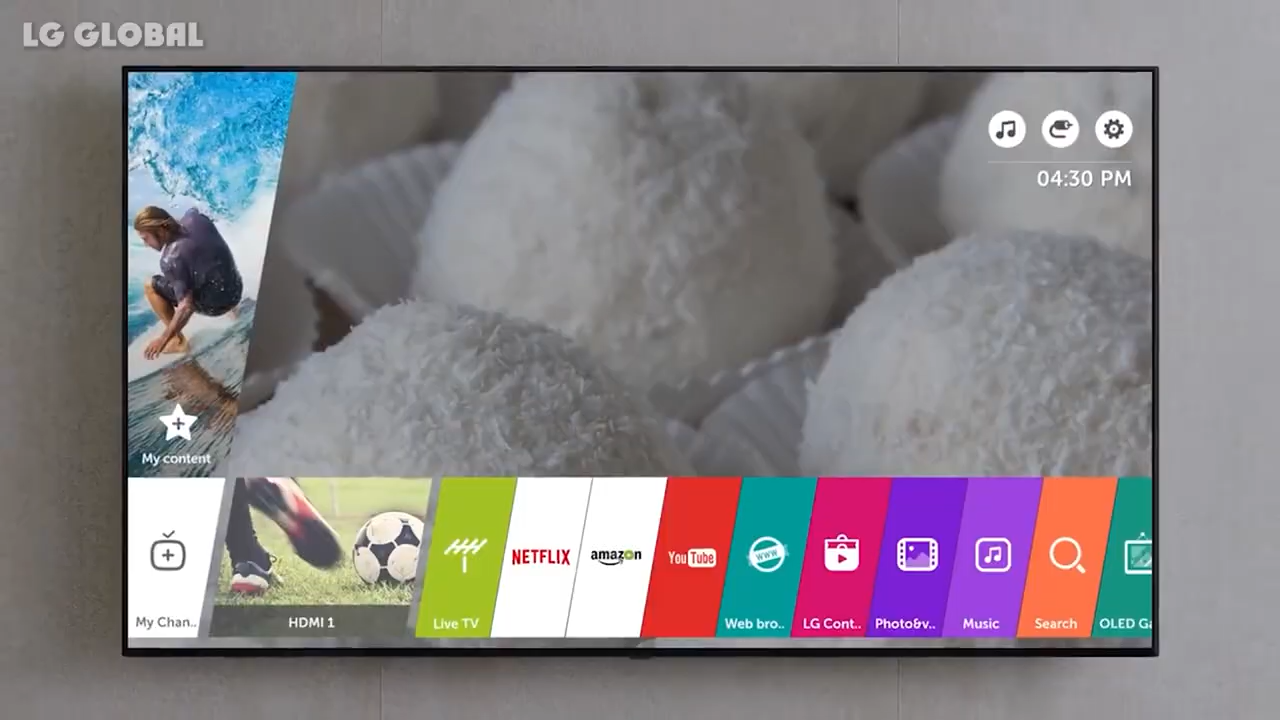 LG GLOBAL
04:30 PM
My content
My Chan..
HDMI 1
Live TV
NETFLIX
amazon
YouTube
www
Web bro..
LG Cont..
Photo&v..
Music
Search
OLED Ga